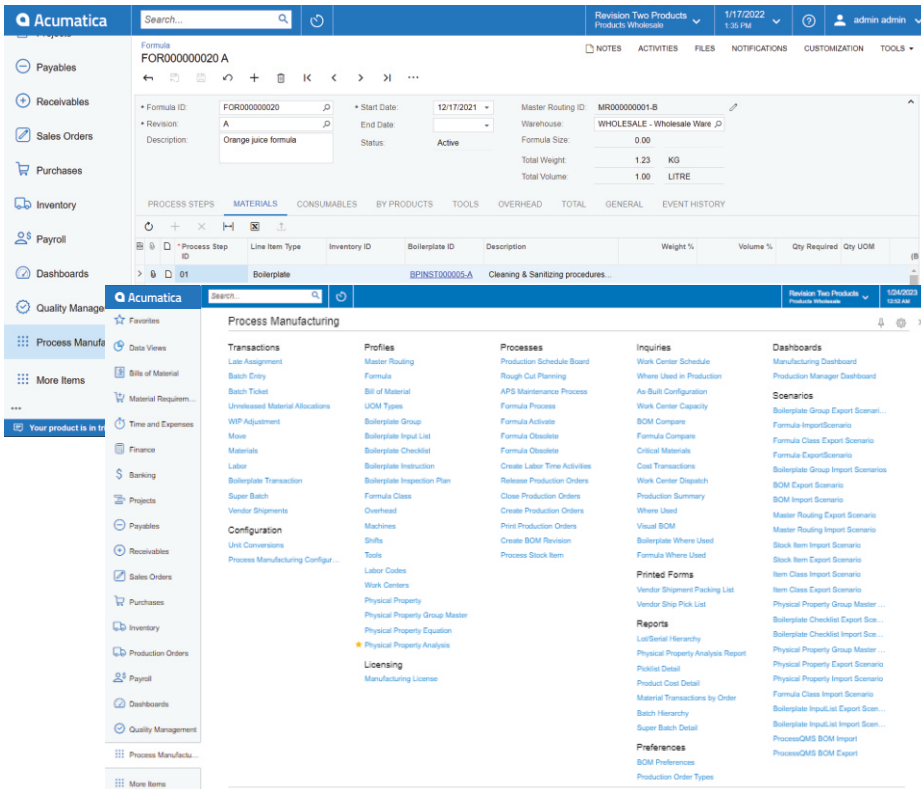 Acumatica
Search...
Revision Two Products
Products Wholesale
1/17/2022
1:35 PM
admin admin
Projects
Payables
Receivables
Sales Orders
Purchases
Inventory
Payroll
Dashboards
Quality Manage
Process Manufa
More Items
...
Your product is in tri
Formula
FOR000000020 A
NOTES ACTIVITIES FILES NOTIFICATIONS CUSTOMIZATION TOOLS
* Formula ID: FOR000000020 * Start Date: 12/17/2021 Master Routing ID: MR000000001-B
* Revision: A End Date: Warehouse: WHOLESALE - Wholesale Ware
Description: Orange juice formula Status: Active Formula Size: 0.00
Total Weight: 1.23 KG
Total Volume: 1.00 LITRE
PROCESS STEPS MATERIALS CONSUMABLES BY PRODUCTS TOOLS OVERHEAD TOTAL GENERAL EVENT HISTORY
*Process Step ID Line Item Type Inventory ID Boilerplate ID Description Weight % Volume % Qty Required Qty UOM
(B
01 Boilerplate BPINST000005-A Cleaning & Sanitizing procedures...
Acumatica
Search...
Revision Two Products
Products Wholesale
1/24/2023
12:52 AM
Favorites
Data Views
Bills of Material
Material Requirem...
Time and Expenses
Finance
Banking
Projects
Payables
Receivables
Sales Orders
Purchases
Inventory
Production Orders
Payroll
Dashboards
Quality Management
Process Manufactu...
More Items
Process Manufacturing
Transactions
Late Assignment
Batch Entry
Batch Ticket
Unreleased Material Allocations
WIP Adjustment
Move
Materials
Labor
Boilerplate Transaction
Super Batch
Vendor Shipments
Configuration
Unit Conversions
Process Manufacturing Configur...
Profiles
Master Routing
Formula
Bill of Material
UOM Types
Boilerplate Group
Boilerplate Input List
Boilerplate Checklist
Boilerplate Instruction
Boilerplate Inspection Plan
Formula Class
Overhead
Machines
Shifts
Tools
Labor Codes
Work Centers
Physical Property
Physical Property Group Master
Physical Property Equation
Physical Property Analysis
Licensing
Manufacturing License
Processes
Production Schedule Board
Rough Cut Planning
APS Maintenance Process
Formula Process
Formula Activate
Formula Obsolete
Formula Obsolete
Create Labor Time Activities
Release Production Orders
Close Production Orders
Create Production Orders
Print Production Orders
Create BOM Revision
Process Stock Item
Inquiries
Work Center Schedule
Where Used in Production
As-Built Configuration
Work Center Capacity
BOM Compare
Formula Compare
Critical Materials
Cost Transactions
Work Center Dispatch
Production Summary
Where Used
Visual BOM
Boilerplate Where Used
Formula Where Used
Printed Forms
Vendor Shipment Packing List
Vendor Ship Pick List
Reports
Lot/Serial Hierarchy
Physical Property Analysis Report
Picklist Detail
Product Cost Detail
Material Transactions by Order
Batch Hierarchy
Super Batch Detail
Preferences
BOM Preferences
Production Order Types
Dashboards
Manufacturing Dashboard
Production Manager Dashboard
Scenarios
Boilerplate Group Export Scenari...
Formula-ImportScenario
Formula Class Export Scenario
Formula-ExportScenario
Boilerplate Group Import Scenarios
BOM Export Scenario
BOM Import Scenario
Master Routing Export Scenario
Master Routing Import Scenario
Stock Item Import Scenario
Stock Item Export Scenario
Item Class Import Scenario
Item Class Export Scenario
Physical Property Group Master ...
Boilerplate Checklist Export Sce...
Boilerplate Checklist Import Sce...
Physical Property Group Master ...
Physical Property Export Scenario
Physical Property Import Scenario
Formula Class Import Scenario
Boilerplate InputList Export Scen...
Boilerplate InputList Import Scen...
ProcessQMS BOM Import
ProcessQMS BOM Export